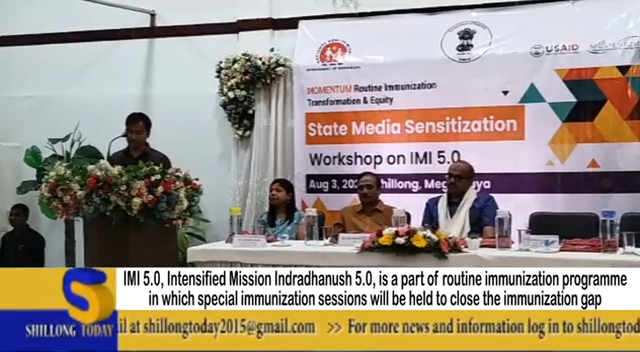 USAID
MOMENTUM Routine Immunization
Transformation & Equity
State Media Sensitization
Workshop on IMI 5.0
Aug 3, 202 Shillong, Meg aya
IMI 5.0, Intensified Mission Indradhanush 5.0, is a part of routine immunization programme
in which special immunization sessions will be held to close the immunization gap
S
SHILLONG TODAY
il at shillongtoday2015@gmail.com >> For more news and information log in to shillongtod